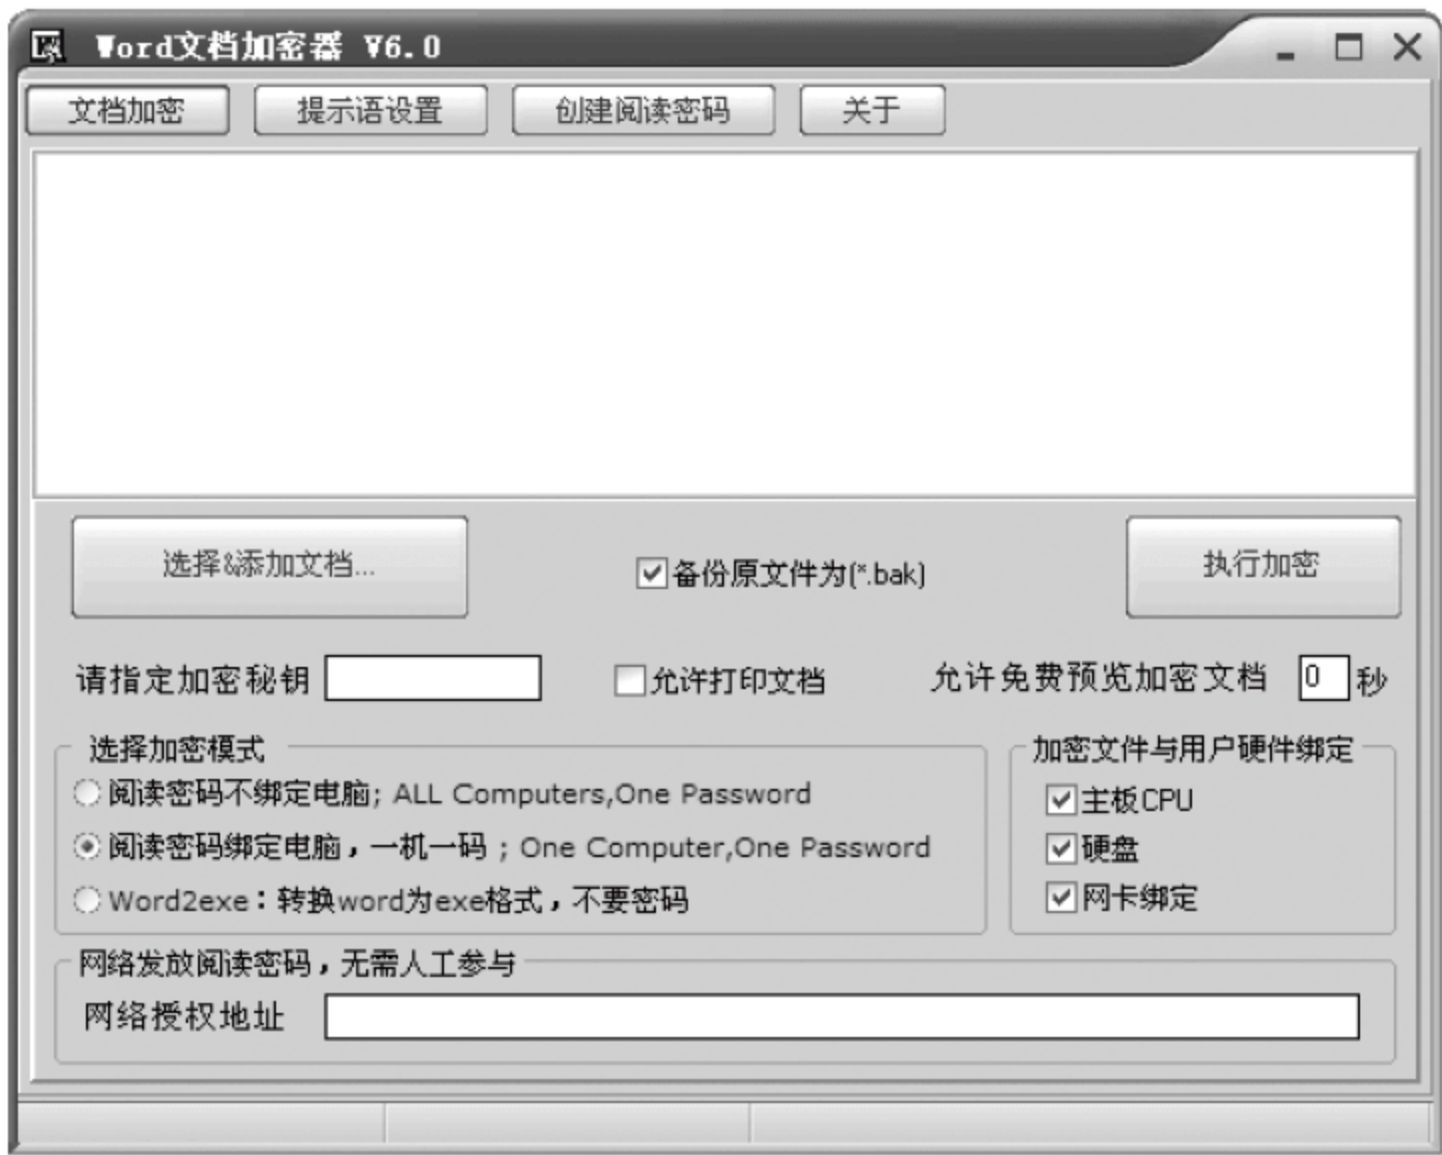 Word文档加密器 V6.0
文档加密 提示语设置 创建阅读密码 关于
选择&添加文档... 备份原文件为(*.bak) 执行加密
请指定加密秘钥 允许打印文档 允许免费预览加密文档 0 秒
选择加密模式 加密文件与用户硬件绑定
阅读密码不绑定电脑; ALL Computers,One Password 主板CPU
阅读密码绑定电脑，一机一码 ; One Computer,One Password 硬盘
Word2exe：转换word为exe格式，不要密码 网卡绑定
网络发放阅读密码，无需人工参与
网络授权地址